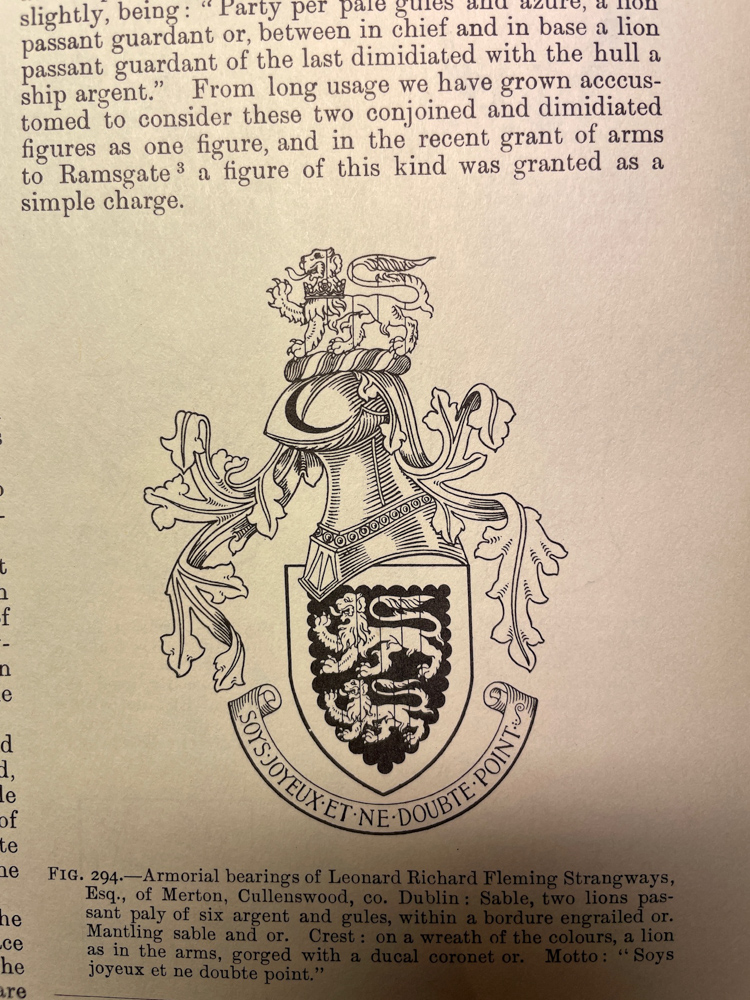 slightly, being: “Party per pale gules and azure, a lion
passant guardant or, between in chief and in base a lion
passant guardant of the last dimidiated with the hull a
ship argent.” From long usage we have grown acccus-
tomed to consider these two conjoined and dimidiated
figures as one figure, and in the recent grant of arms
to Ramsgate ³ a figure of this kind was granted as a
simple charge.
SOYS·JOYEUX·ET·NE·DOUBTE·POINT
FIG. 294.—Armorial bearings of Leonard Richard Fleming Strangways,
Esq., of Merton, Cullenswood, co. Dublin: Sable, two lions pas-
sant paly of six argent and gules, within a bordure engrailed or.
Mantling sable and or. Crest: on a wreath of the colours, a lion
as in the arms, gorged with a ducal coronet or. Motto: “Soys
joyeux et ne doubte point.”